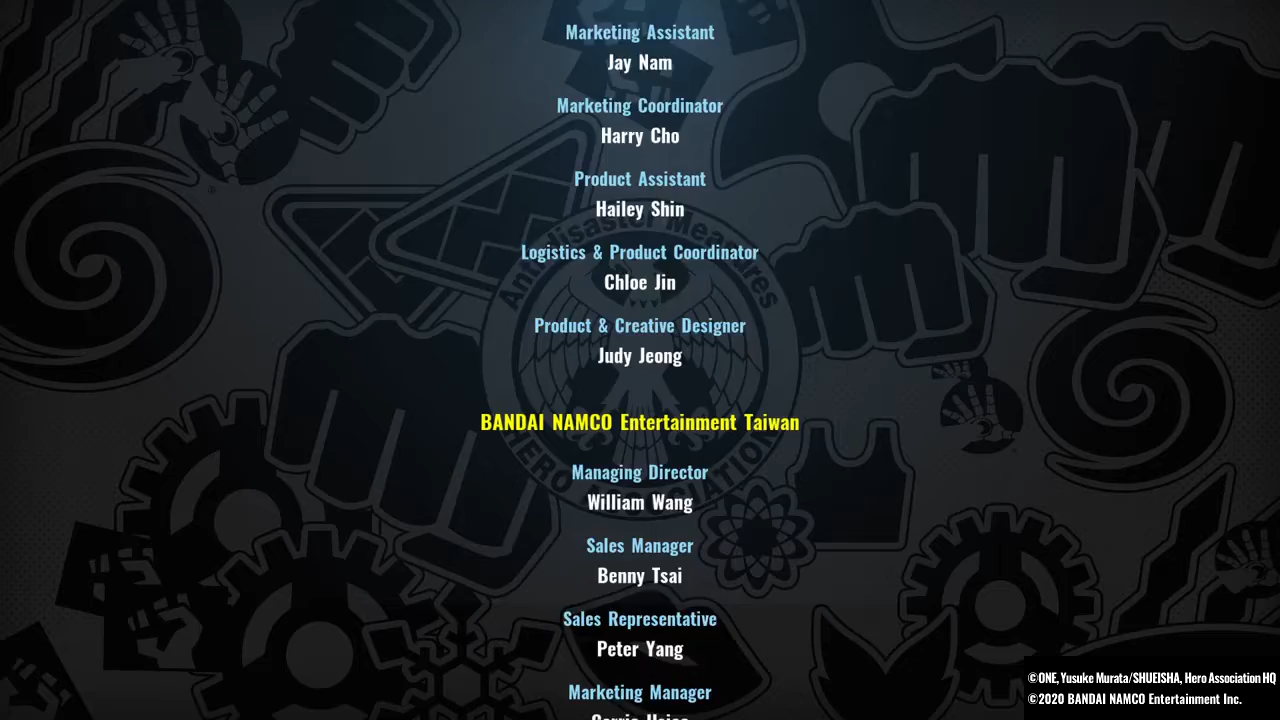 Marketing Assistant
Jay Nam
Marketing Coordinator
Harry Cho
Product Assistant
Hailey Shin
Logistics & Product Coordinator
Chloe Jin
Product & Creative Designer
Judy Jeong
BANDAI NAMCO Entertainment Taiwan
Managing Director
William Wang
Sales Manager
Benny Tsai
Sales Representative
Peter Yang
Marketing Manager
©ONE, Yusuke Murata/SHUEISHA, Hero Association HQ
©2020 BANDAI NAMCO Entertainment Inc.